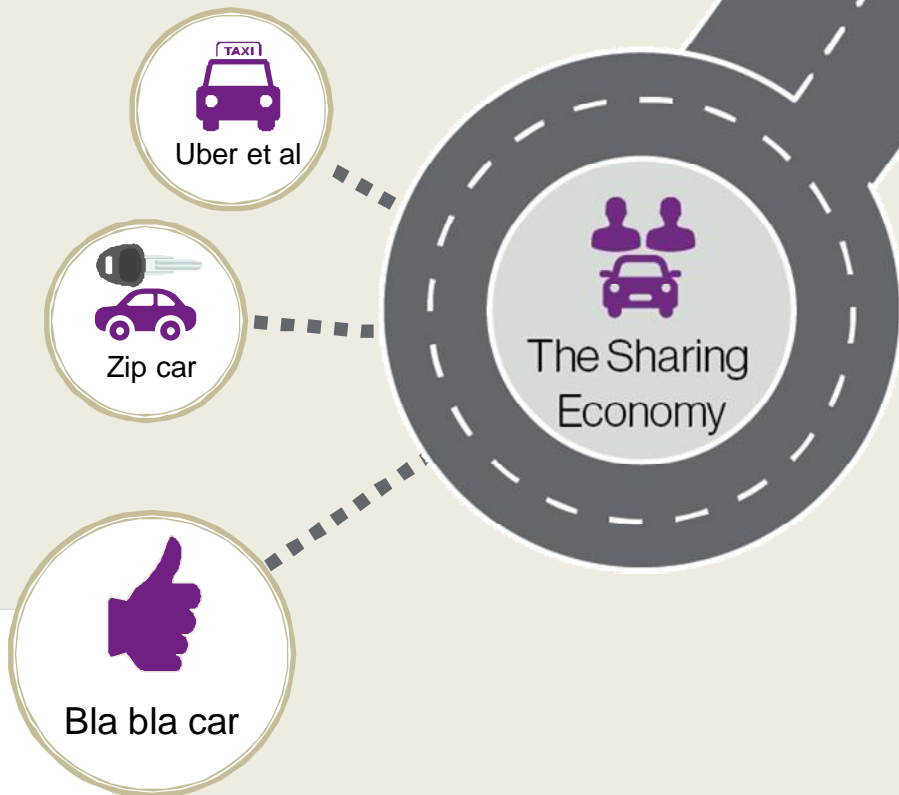 TAXI
Uber et al
Zip car
The Sharing
Economy
Bla bla car